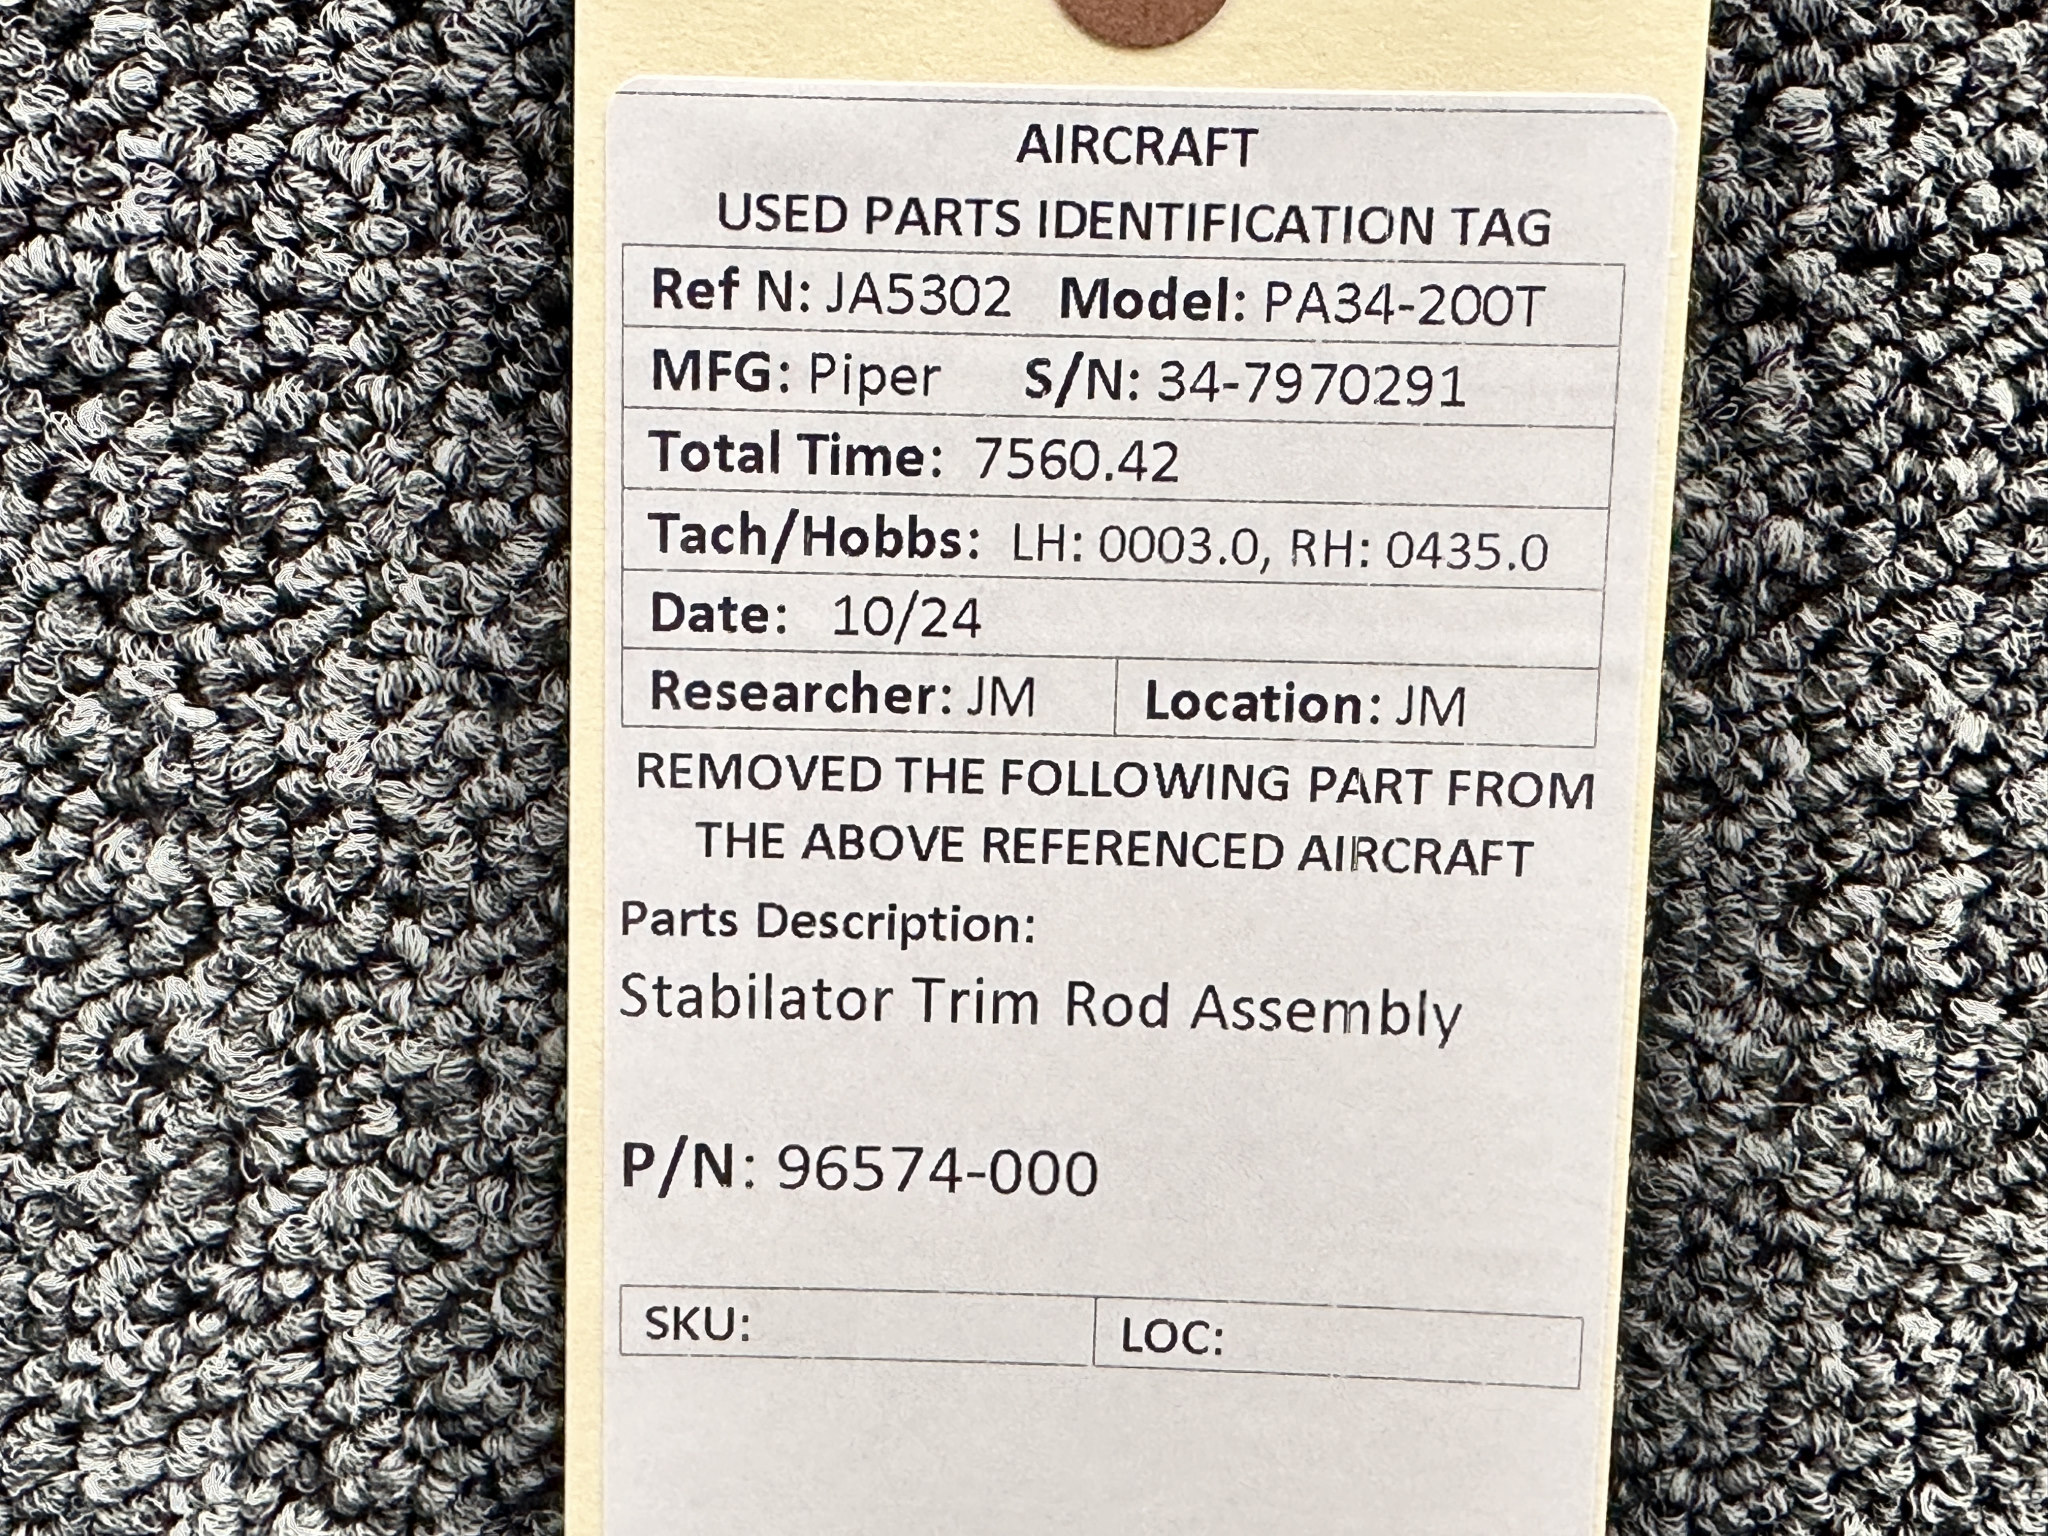 AIRCRAFT
USED PARTS IDENTIFICATION TAG
Ref N: JA5302 Model: PA34-200T
MFG: Piper S/N: 34-7970291
Total Time: 7560.42
Tach/Hobbs: LH: 0003.0, RH: 0435.0
Date: 10/24
Researcher: JM Location: JM
REMOVED THE FOLLOWING PART FROM
THE ABOVE REFERENCED AIRCRAFT
Parts Description:
Stabilator Trim Rod Assembly
P/N: 96574-000
SKU: LOC: